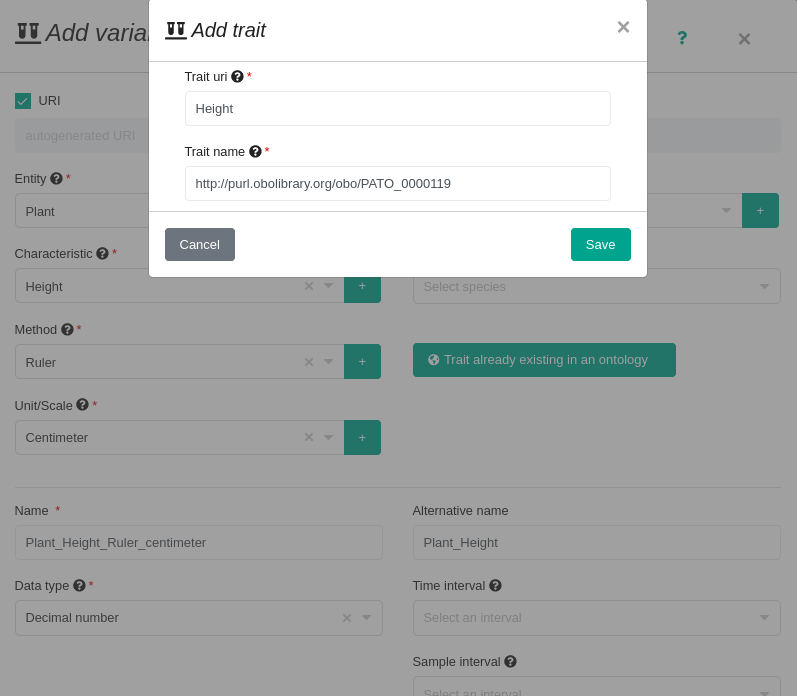 Add varia
Add trait
×
?
×
Trait uri ? *
Height
Trait name ? *
http://purl.obolibrary.org/obo/PATO_0000119
Cancel
Save
URI
autogenerated URI
Entity ? *
Plant
+
Characteristic ? *
Height × +
Select species
Method ? *
Ruler × +
Trait already existing in an ontology
Unit/Scale ? *
Centimeter × +
Name *
Alternative name
Plant_Height_Ruler_centimeter
Plant_Height
Data type ? *
Time interval ?
Decimal number ×
Select an interval
Sample interval ?
Select an interval